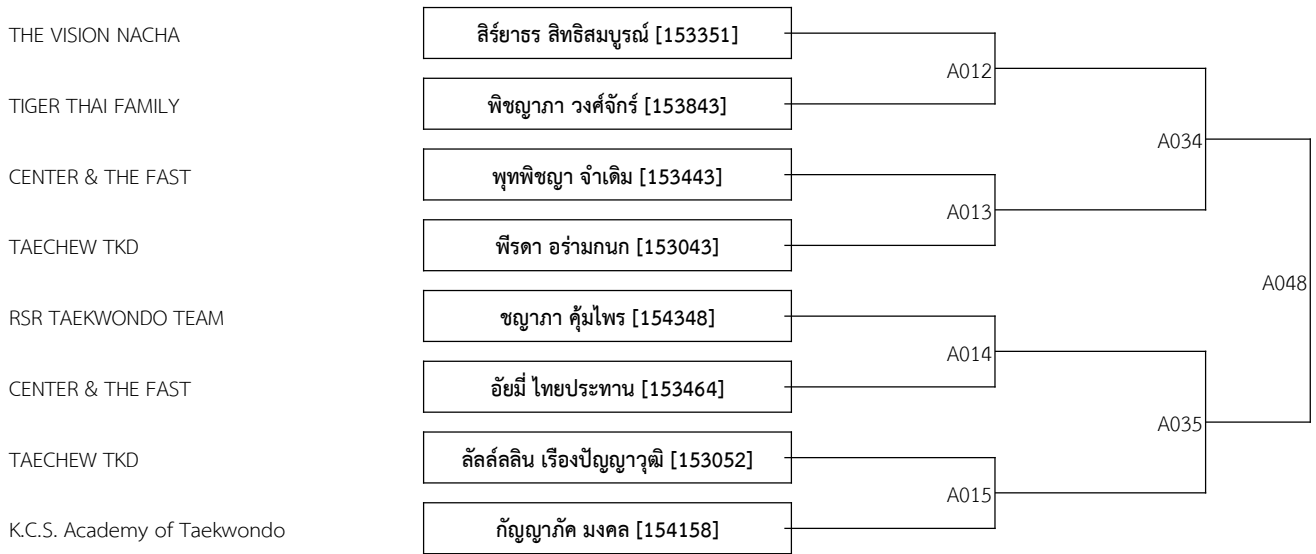 THE VISION NACHA
สิร์ยาธร สิทธิสมบูรณ์ [153351]
A012
TIGER THAI FAMILY
พิชญาภา วงศ์จักร์ [153843]
A034
CENTER & THE FAST
พุทพิชญา จำเดิม [153443]
A013
TAECHEW TKD
พีรดา อร่ามกนก [153043]
A048
RSR TAEKWONDO TEAM
ชญาภา คุ้มไพร [154348]
A014
CENTER & THE FAST
อัยมี่ ไทยประทาน [153464]
A035
TAECHEW TKD
ลัลล์ลลิน เรืองปัญญาวุฒิ [153052]
A015
K.C.S. Academy of Taekwondo
กัญญาภัค มงคล [154158]